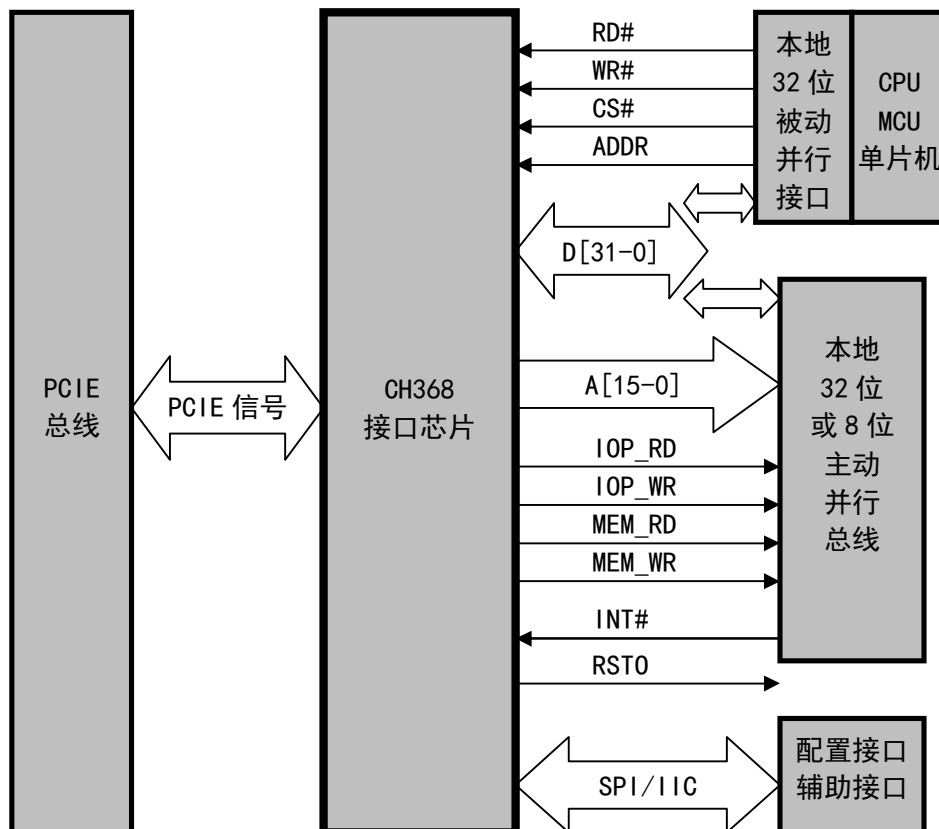 PCIE
总线
PCIE 信号
CH368
接口芯片
RD#
WR#
CS#
ADDR
D[31-0]
A[15-0]
IOP_RD
IOP_WR
MEM_RD
MEM_WR
INT#
RSTO
SPI/IIC
本地
32 位
被动
并行
接口
CPU
MCU
单片机
本地
32 位
或 8 位
主动
并行
总线
配置接口
辅助接口